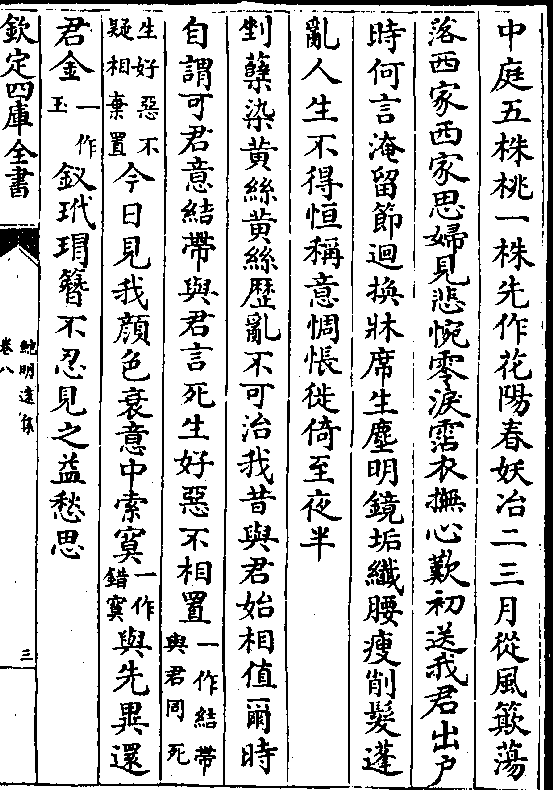 中庭五株桃一株先作花陽春妖冶二三月從風簸蕩
落西家西家思婦見悲惋零淚霑衣撫心歎初送我君出戶
時何言淹留節迴換牀席生塵明鏡垢纖腰瘦削髮蓬
亂人生不得恒稱意惆悵徙倚至夜半
剉蘖染黃絲黃絲歷亂不可治我昔與君始相值爾時
自謂可君意結帶與君言死生好惡不相置一作結帶與君同死
生好惡不疑相棄置今日見我顏色衰意中索寞一作錯寞與先異還
君金一作玉釵玳瑁簪不忍見之益愁思
欽定四庫全書
鮑明遠集
卷八
三